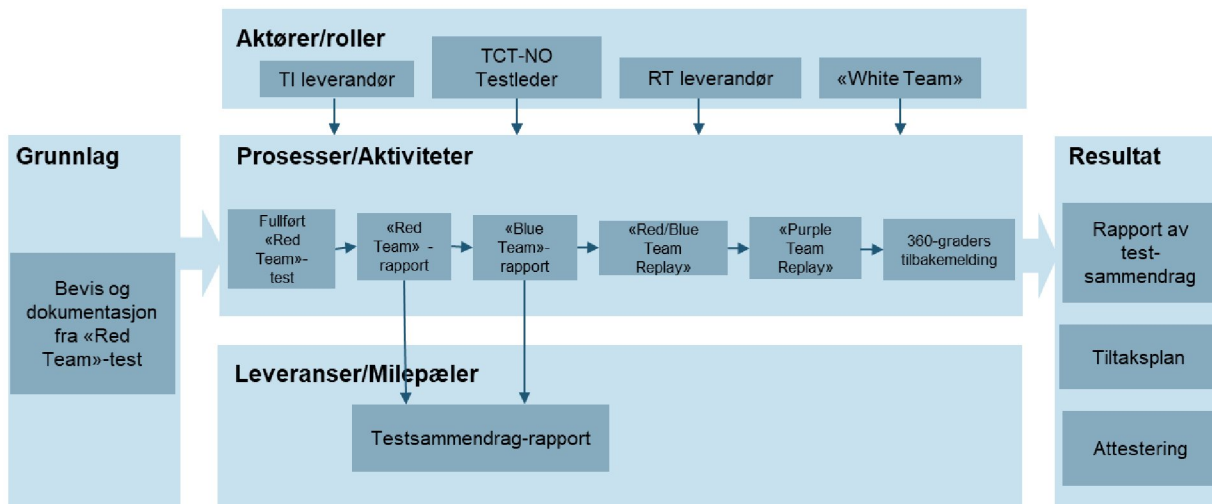 Aktører/roller
TI leverandør
TCT-NO
Testleder
RT leverandør
«White Team»
Grunnlag
Bevis og
dokumentasjon
fra «Red
Team»-test
Prosesser/Aktiviteter
Fullført
«Red
Team»-
test
«Red
Team» -
rapport
«Blue
Team»-
rapport
«Red/Blue
Team
Replay»
«Purple
Team
Replay»
360-graders
tilbakemelding
Leveranser/Milepæler
Testsammendrag-rapport
Resultat
Rapport av
test-
sammendrag
Tiltaksplan
Attestering